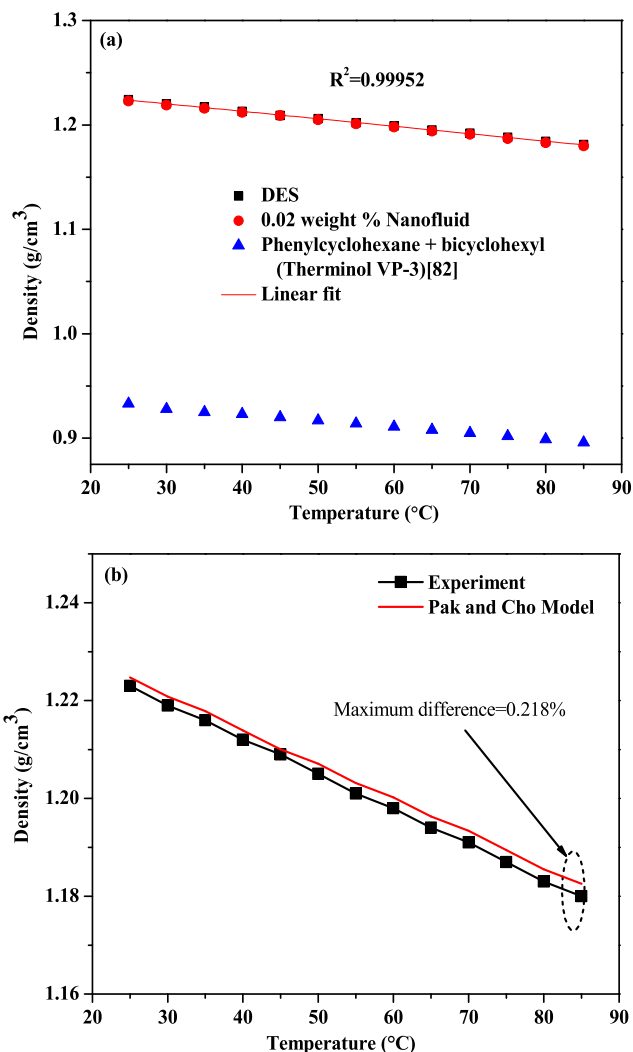 1.3
(a)
R²=0.99952
1.2
DES
0.02 weight % Nanofluid
1.1
Phenylcyclohexane + bicyclohexyl
(Therminol VP-3)[82]
Linear fit
1.0
0.9
Density (g/cm³)
20 30 40 50 60 70 80 90
Temperature (°C)
(b)
Experiment
Pak and Cho Model
1.24
1.22
Maximum difference=0.218%
1.20
1.18
1.16
Density (g/cm³)
20 30 40 50 60 70 80 90
Temperature (°C)